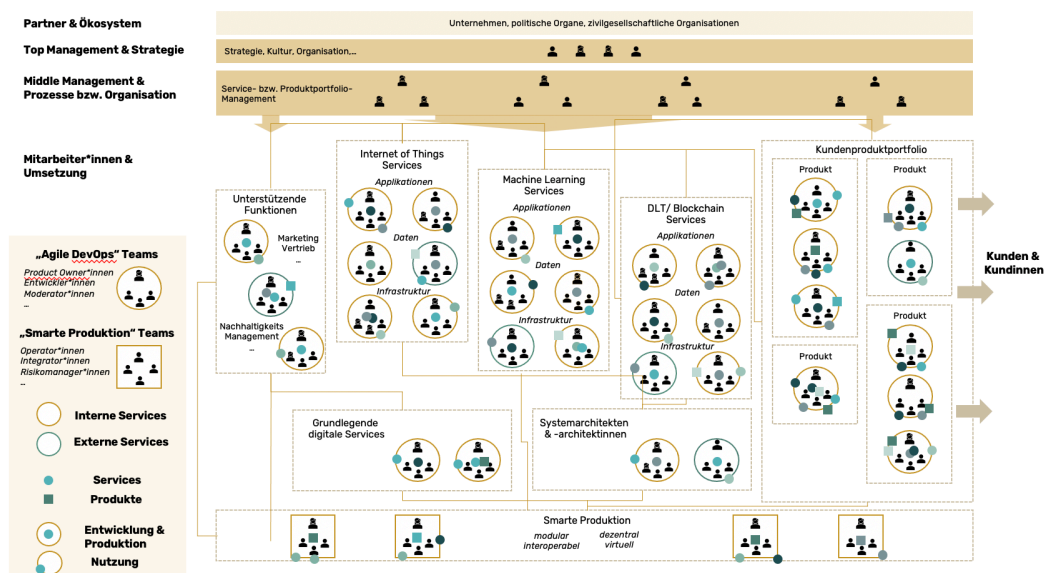 Partner & Ökosystem
Unternehmen, politische Organe, zivilgesellschaftliche Organisationen
Top Management & Strategie
Strategie, Kultur, Organisation,...
Middle Management &
Prozesse bzw. Organisation
Service- bzw. Produktportfolio-
Management
Mitarbeiter*innen &
Umsetzung
Unterstützende
Funktionen
Marketing
Vertrieb
...
Nachhaltigkeits
Management
...
Internet of Things
Services
Applikationen
Daten
Infrastruktur
Machine Learning
Services
Applikationen
Daten
Infrastruktur
DLT/ Blockchain
Services
Applikationen
Daten
Infrastruktur
Kundenproduktportfolio
Produkt
Produkt
Produkt
Produkt
Kunden &
Kundinnen
Grundlegende
digitale Services
Systemarchitekten
& -architektinnen
Smarte Produktion
modular
interoperabel
dezentral
virtuell
„Agile DevOps“ Teams
Product Owner*innen
Entwickler*innen
Moderator*innen
...
„Smarte Produktion“ Teams
Operator*innen
Integrator*innen
Risikomanager*innen
...
Interne Services
Externe Services
Services
Produkte
Entwicklung &
Produktion
Nutzung